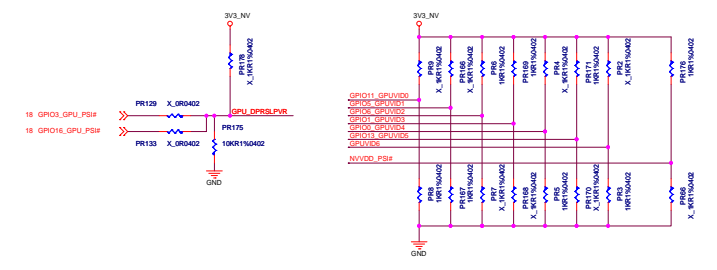 3V3_NV
3V3_NV
PR178
X_1KR1%0402
PR9
X_1KR1%0402
PR166
X_1KR1%0402
PR6
1KR1%0402
PR169
1KR1%0402
PR4
X_1KR1%0402
PR171
1KR1%0402
PR2
X_1KR1%0402
PR176
1KR1%0402
PR129
X_0R0402
18 GPIO3_GPU_PSI#
GPU_DPRSLPVR
18 GPIO16_GPU_PSI#
PR133
X_0R0402
PR175
10KR1%0402
GND
GPIO11_GPUVID0
GPIO5_GPUVID1
GPIO6_GPUVID2
GPIO1_GPUVID3
GPIO0_GPUVID4
GPIO13_GPUVID5
GPUVID6
NVVDD_PSI#
PR8
1KR1%0402
PR167
1KR1%0402
PR7
X_1KR1%0402
PR168
X_1KR1%0402
PR5
1KR1%0402
PR170
X_1KR1%0402
PR3
1KR1%0402
PR66
X_1KR1%0402
GND